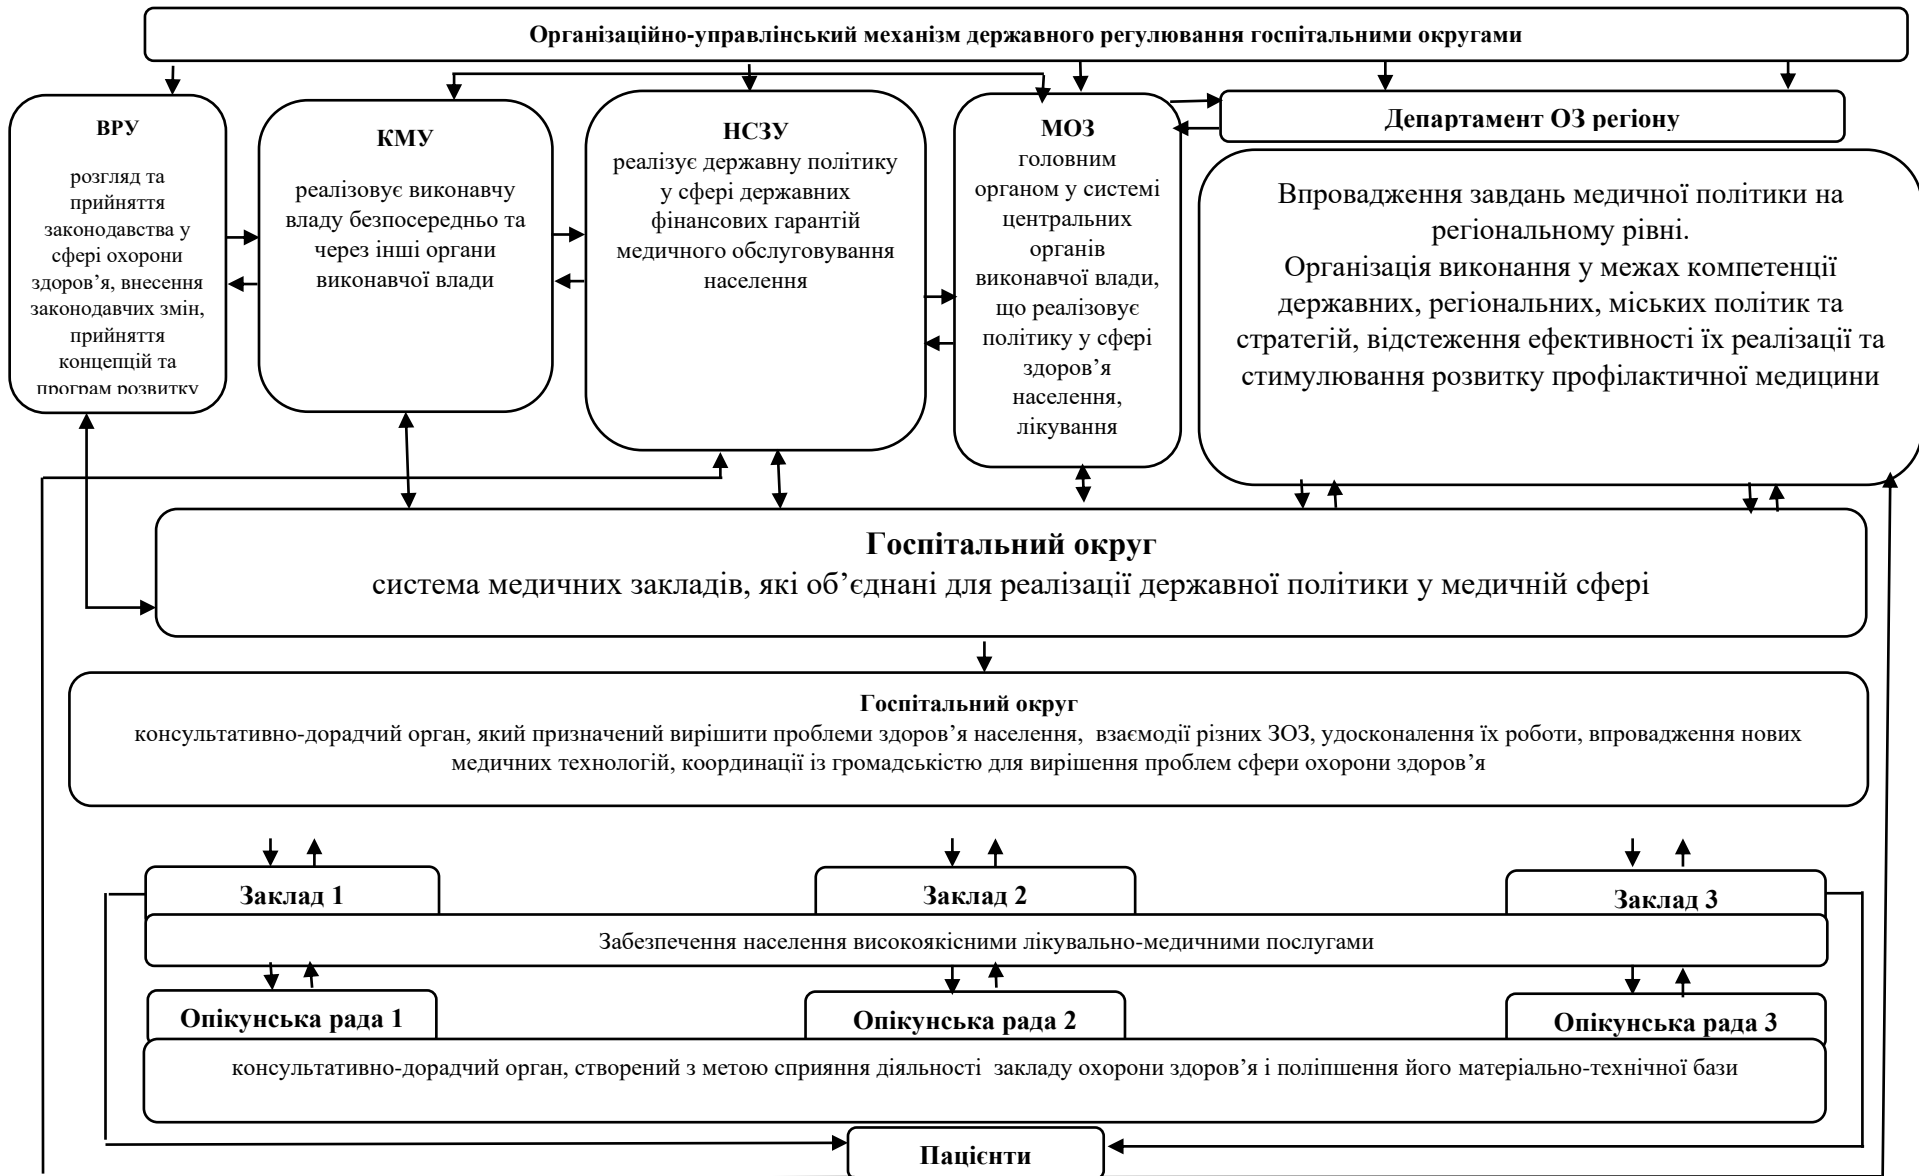 Організаційно-управлінський механізм державного регулювання госпітальними округами
ВРУ
розгляд та
прийняття
законодавства у
сфері охорони
здоров’я, внесення
законодавчих змін,
прийняття
концепцій та
програм розвитку
КМУ
реалізовує виконавчу
владу безпосередньо та
через інші органи
виконавчої влади
НСЗУ
реалізує державну політику
у сфері державних
фінансових гарантій
медичного обслуговування
населення
МОЗ
головним
органом у системі
центральних
органів
виконавчої влади,
що реалізовує
політику у сфері
здоров’я
населення,
лікування
Департамент ОЗ регіону
Впровадження завдань медичної політики на
регіональному рівні.
Організація виконання у межах компетенції
державних, регіональних, міських політик та
стратегій, відстеження ефективності їх реалізації та
стимулювання розвитку профілактичної медицини
Госпітальний округ
система медичних закладів, які об’єднані для реалізації державної політики у медичній сфері
Госпітальний округ
консультативно-дорадчий орган, який призначений вирішити проблеми здоров’я населення, взаємодії різних ЗОЗ, удосконалення їх роботи, впровадження нових
медичних технологій, координації із громадськістю для вирішення проблем сфери охорони здоров’я
Заклад 1
Заклад 2
Заклад 3
Забезпечення населення високоякісними лікувально-медичними послугами
Опікунська рада 1
Опікунська рада 2
Опікунська рада 3
консультативно-дорадчий орган, створений з метою сприяння діяльності закладу охорони здоров’я і поліпшення його матеріально-технічної бази
Пацієнти